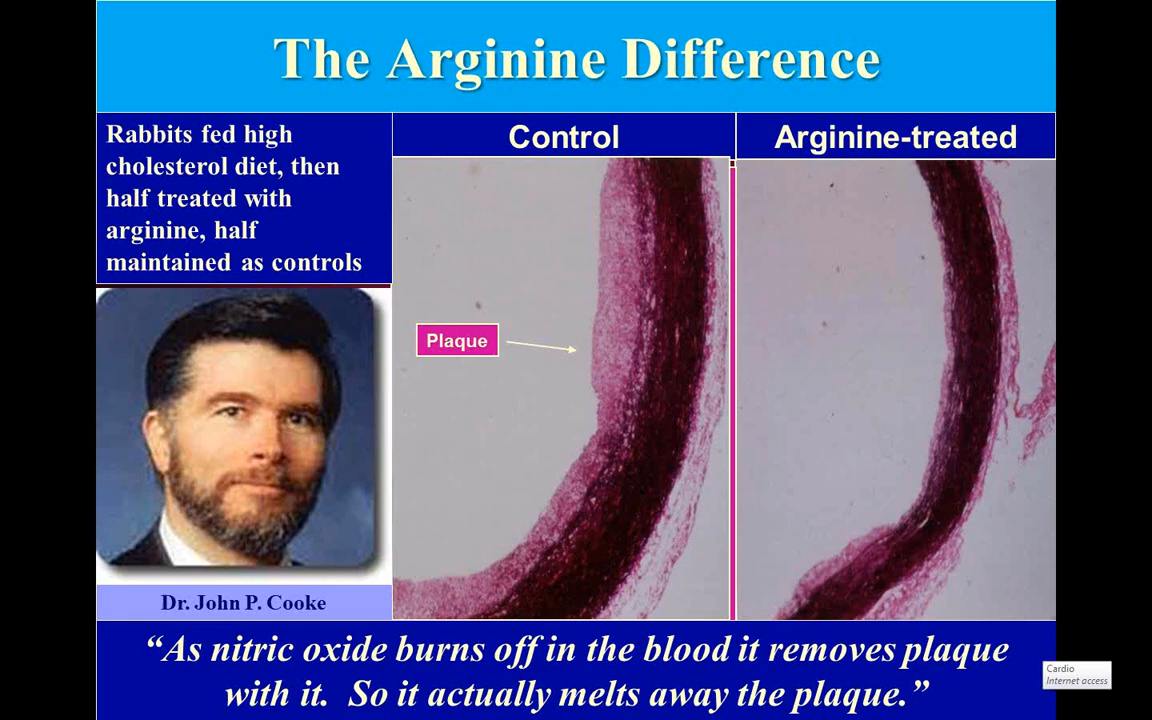 The Arginine Difference
Rabbits fed high
cholesterol diet, then
half treated with
arginine, half
maintained as controls
Control
Arginine-treated
Plaque
Dr. John P. Cooke
“As nitric oxide burns off in the blood it removes plaque
with it.  So it actually melts away the plaque.”
Cardio
Internet access